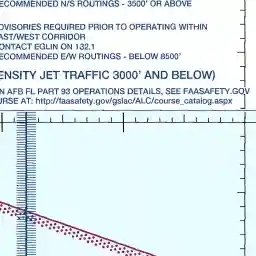 ECOMMENDED N/S ROUTINGS - 3500' OR ABOVE
DVISORIES REQUIRED PRIOR TO OPERATING WITHIN
AST/WEST CORRIDOR
ONTACT EGLIN ON 132.1
ECOMMENDED E/W ROUTINGS - BELOW 8500'
ENSITY JET TRAFFIC 3000' AND BELOW)
N AFB FL PART 93 OPERATIONS DETAILS, SEE FAASAFETY.GOV
URSE AT: http://faasafety.gov/gslac/ALC/course_catalog.aspx